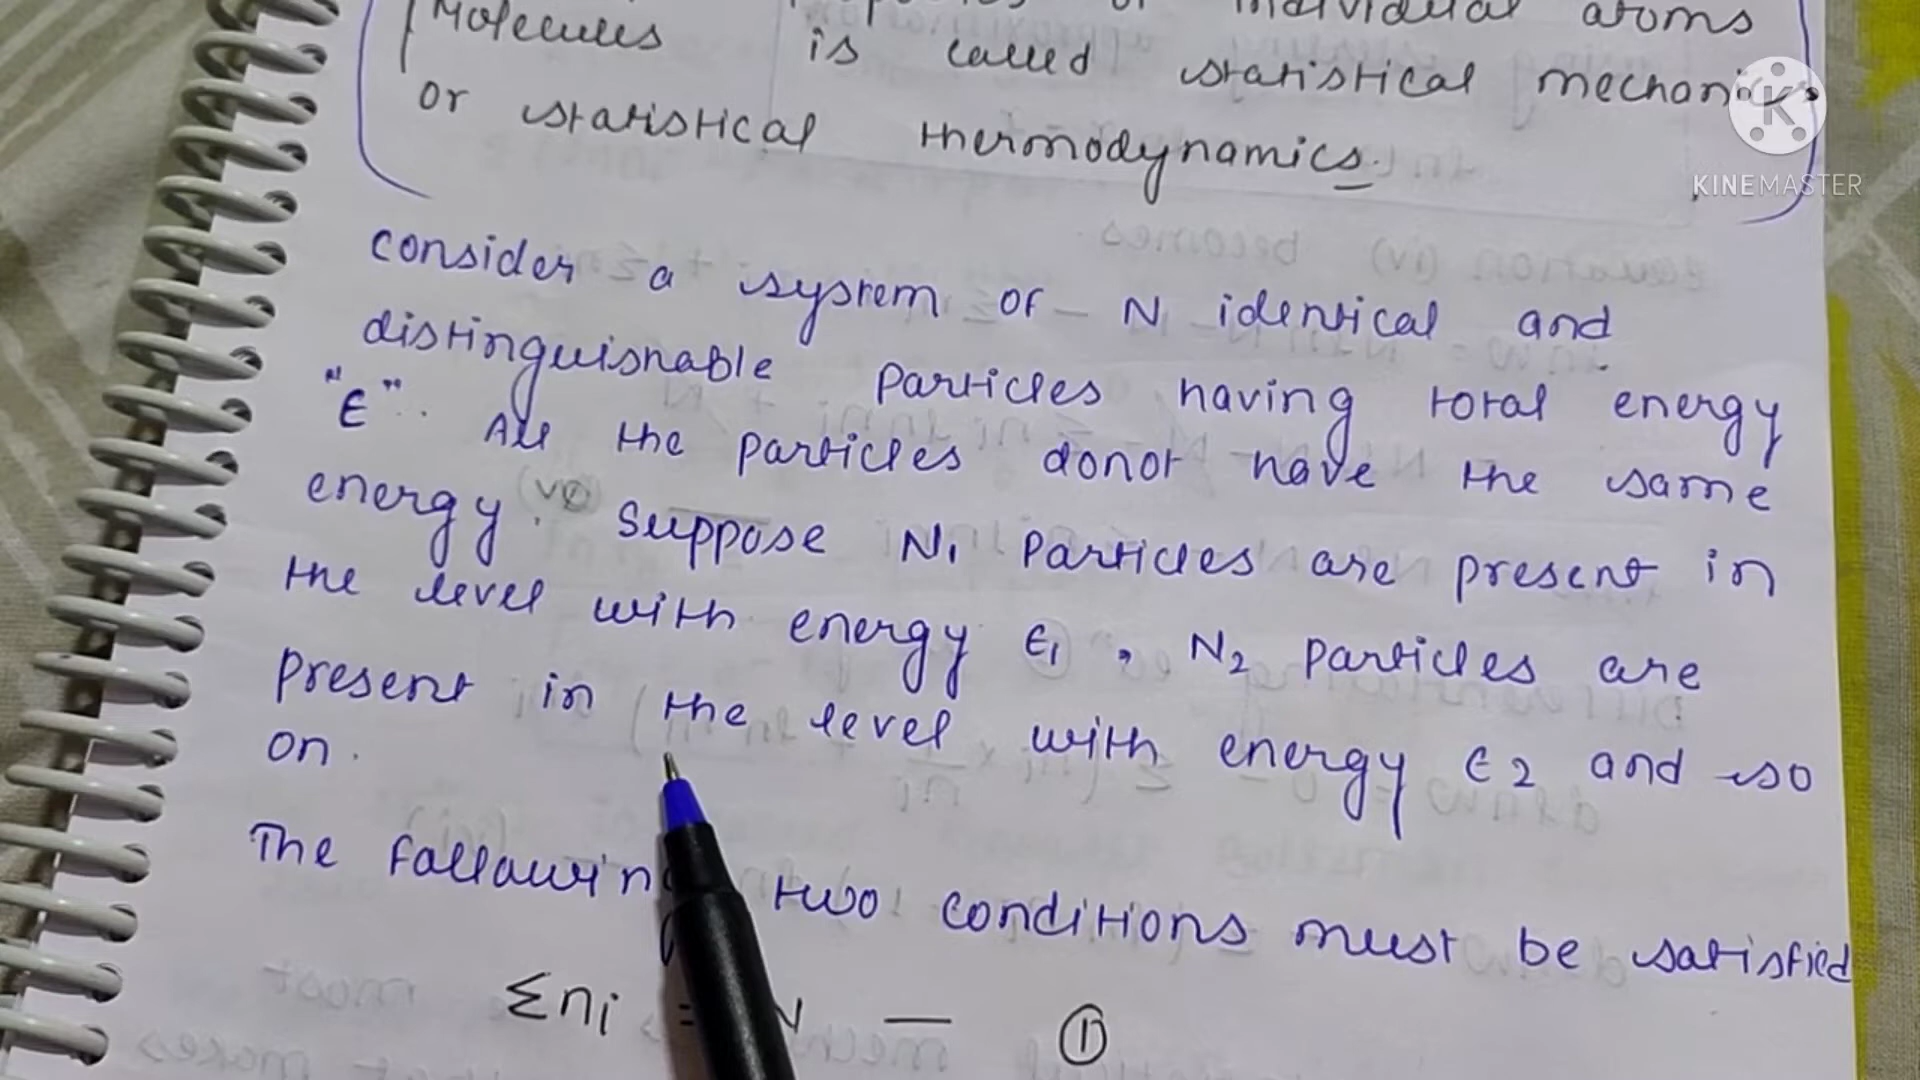 individual atoms
Molecules is called statistical mechanics
or statistical thermodynamics.
K
KINEMASTER
consider a system of N identical and
distinguishable particles having total energy
"E". All the particles donot have the same
energy. Suppose N1 particles are present in
the level with energy ϵ1, N2 particles are
present in the level with energy ϵ2 and so
on.
The following two conditions must be satisfied
Σni = N — ①